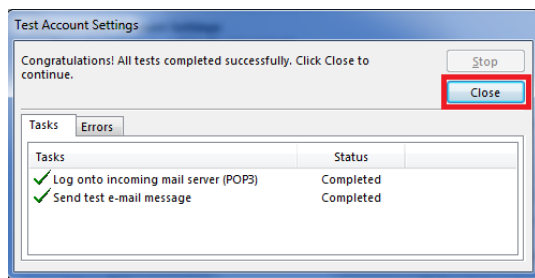 Test Account Settings
Congratulations! All tests completed successfully. Click Close to
continue.
Stop
Close
Tasks Errors
Tasks Status
Log onto incoming mail server (POP3) Completed
Send test e-mail message Completed